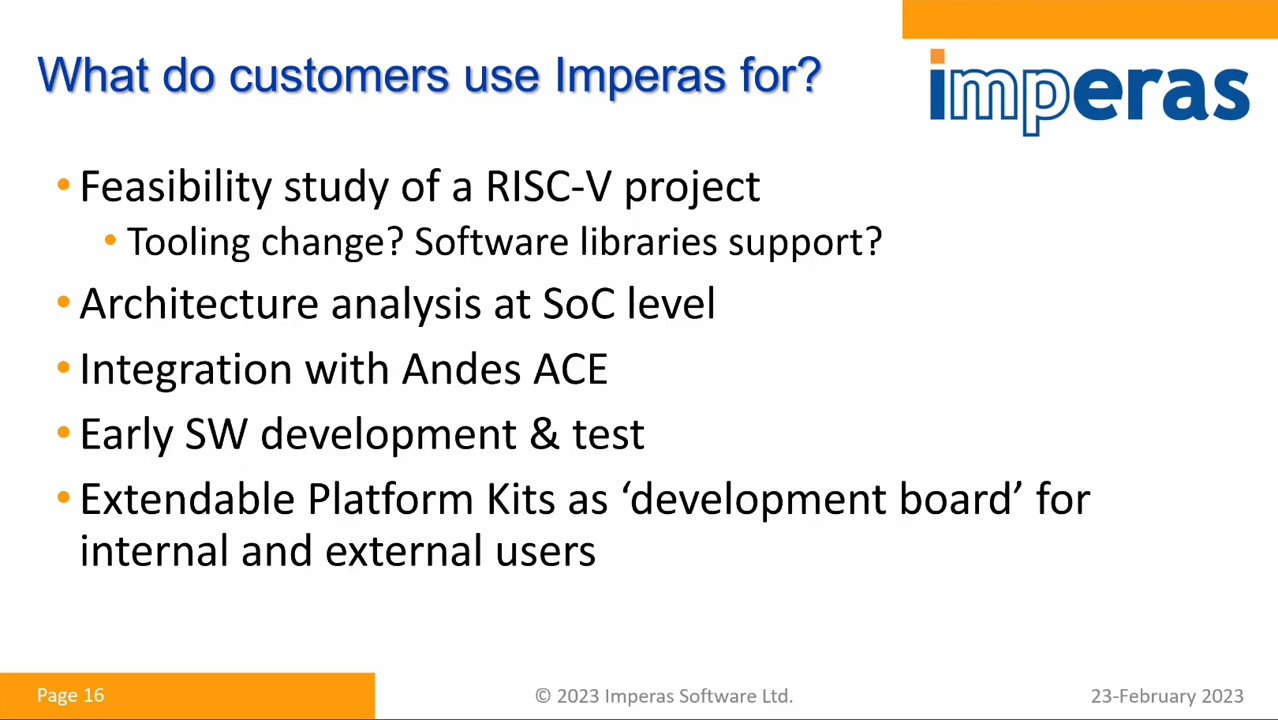 What do customers use Imperas for?
imperas
• Feasibility study of a RISC-V project
• Tooling change? Software libraries support?
• Architecture analysis at SoC level
• Integration with Andes ACE
• Early SW development & test
• Extendable Platform Kits as ‘development board’ for
internal and external users
Page 16
© 2023 Imperas Software Ltd.
23-February 2023